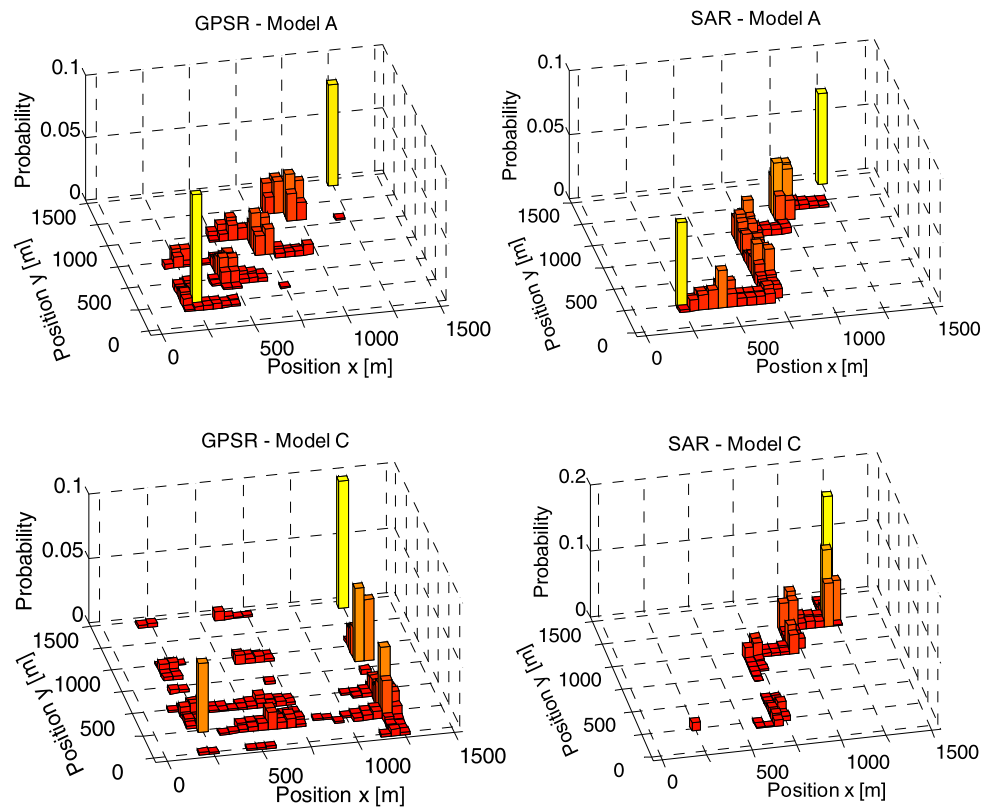 GPSR - Model A
0.1
0.05
0
Probability
1500
1000
500
0
Position y [m]
0
500
1000
1500
Position x [m]
SAR - Model A
0.1
0.05
0
Probability
1500
1000
500
0
Position y [m]
0
500
1000
1500
Postion x [m]
GPSR - Model C
0.1
0.05
0
Probability
1500
1000
500
0
Position y [m]
0
500
1000
1500
Position x [m]
SAR - Model C
0.2
0.1
0
Probability
1500
1000
500
0
Position y [m]
0
500
1000
1500
Position x [m]